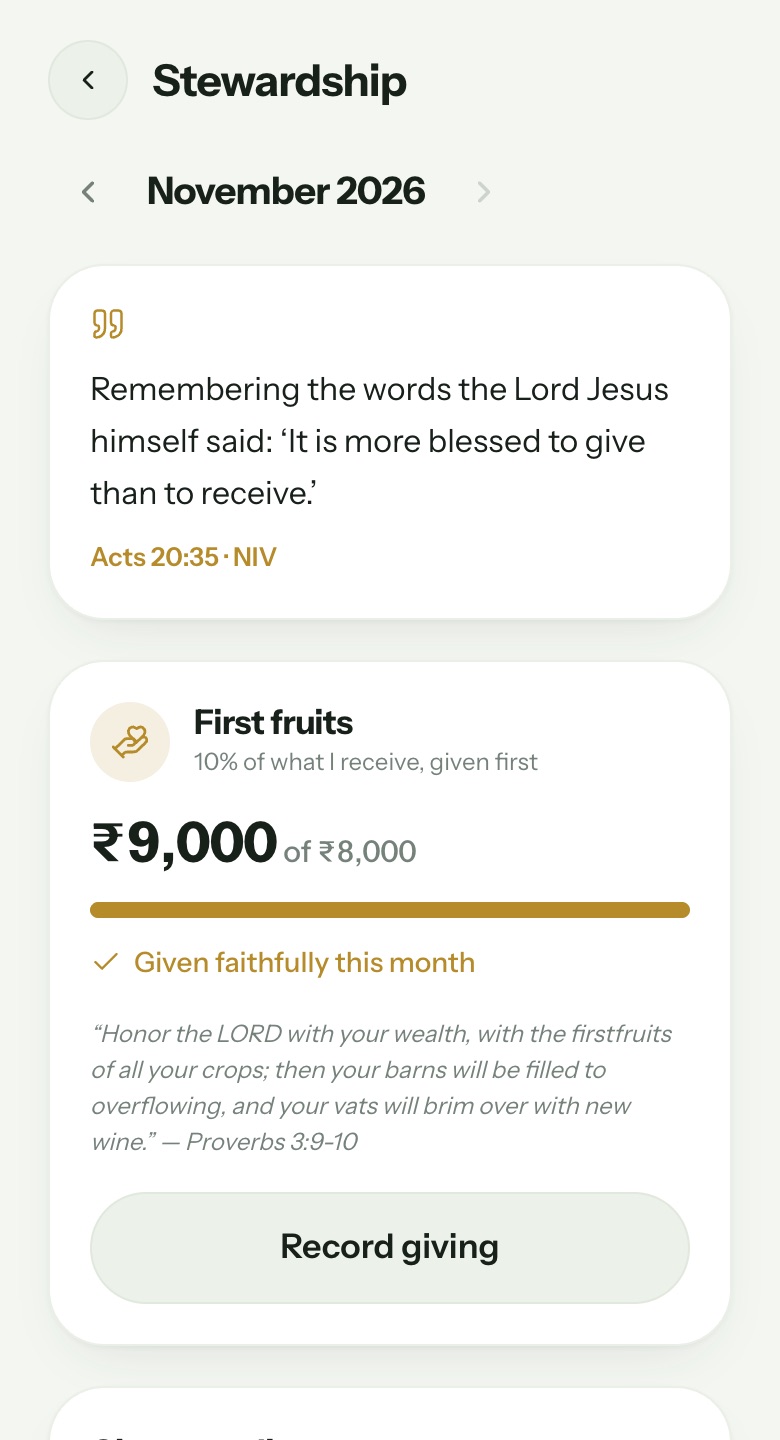 Stewardship
November 2026
Remembering the words the Lord Jesus
himself said: ‘It is more blessed to give
than to receive.’
Acts 20:35 · NIV
First fruits
10% of what I receive, given first
₹9,000 of ₹8,000
Given faithfully this month
“Honor the LORD with your wealth, with the firstfruits
of all your crops; then your barns will be filled to
overflowing, and your vats will brim over with new
wine.” — Proverbs 3:9-10
Record giving